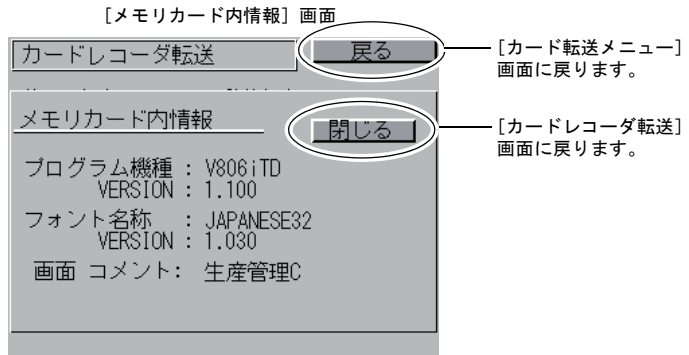 [メモリカード内情報] 画面
カードレコーダ転送
戻る
[カード転送メニュー]
画面に戻ります。
メモリカード内情報
閉じる
[カードレコーダ転送]
画面に戻ります。
プログラム機種 : V806iTD
VERSION : 1.100
フォント名称 : JAPANESE32
VERSION : 1.030
画面 コメント: 生産管理C